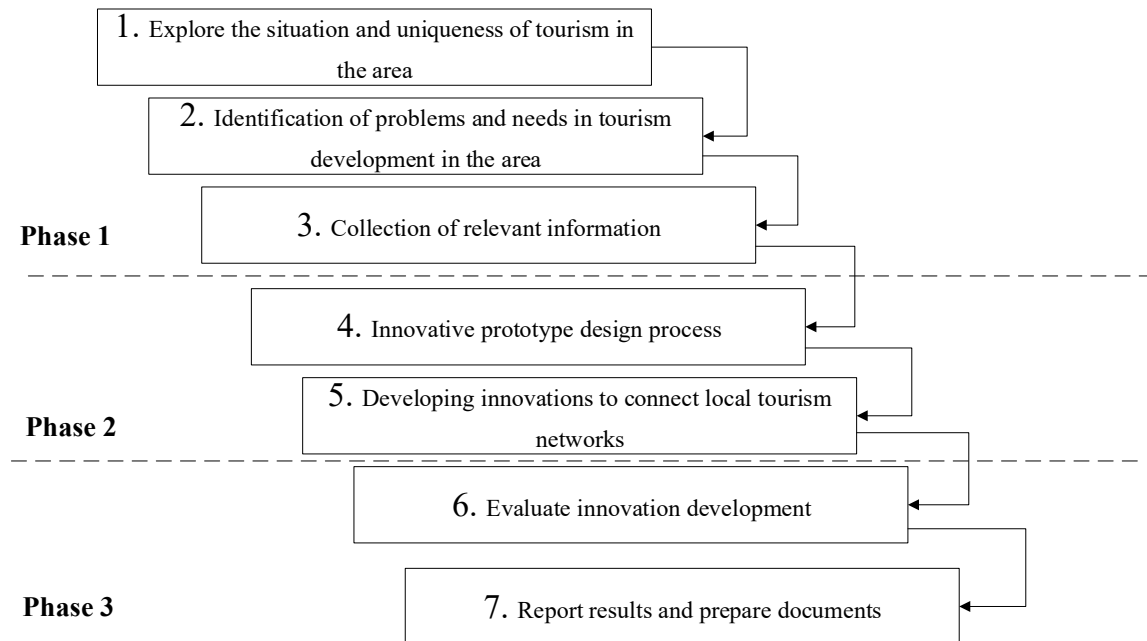 1. Explore the situation and uniqueness of tourism in
the area
2. Identification of problems and needs in tourism
development in the area
3. Collection of relevant information
Phase 1
4. Innovative prototype design process
5. Developing innovations to connect local tourism
networks
Phase 2
6. Evaluate innovation development
7. Report results and prepare documents
Phase 3